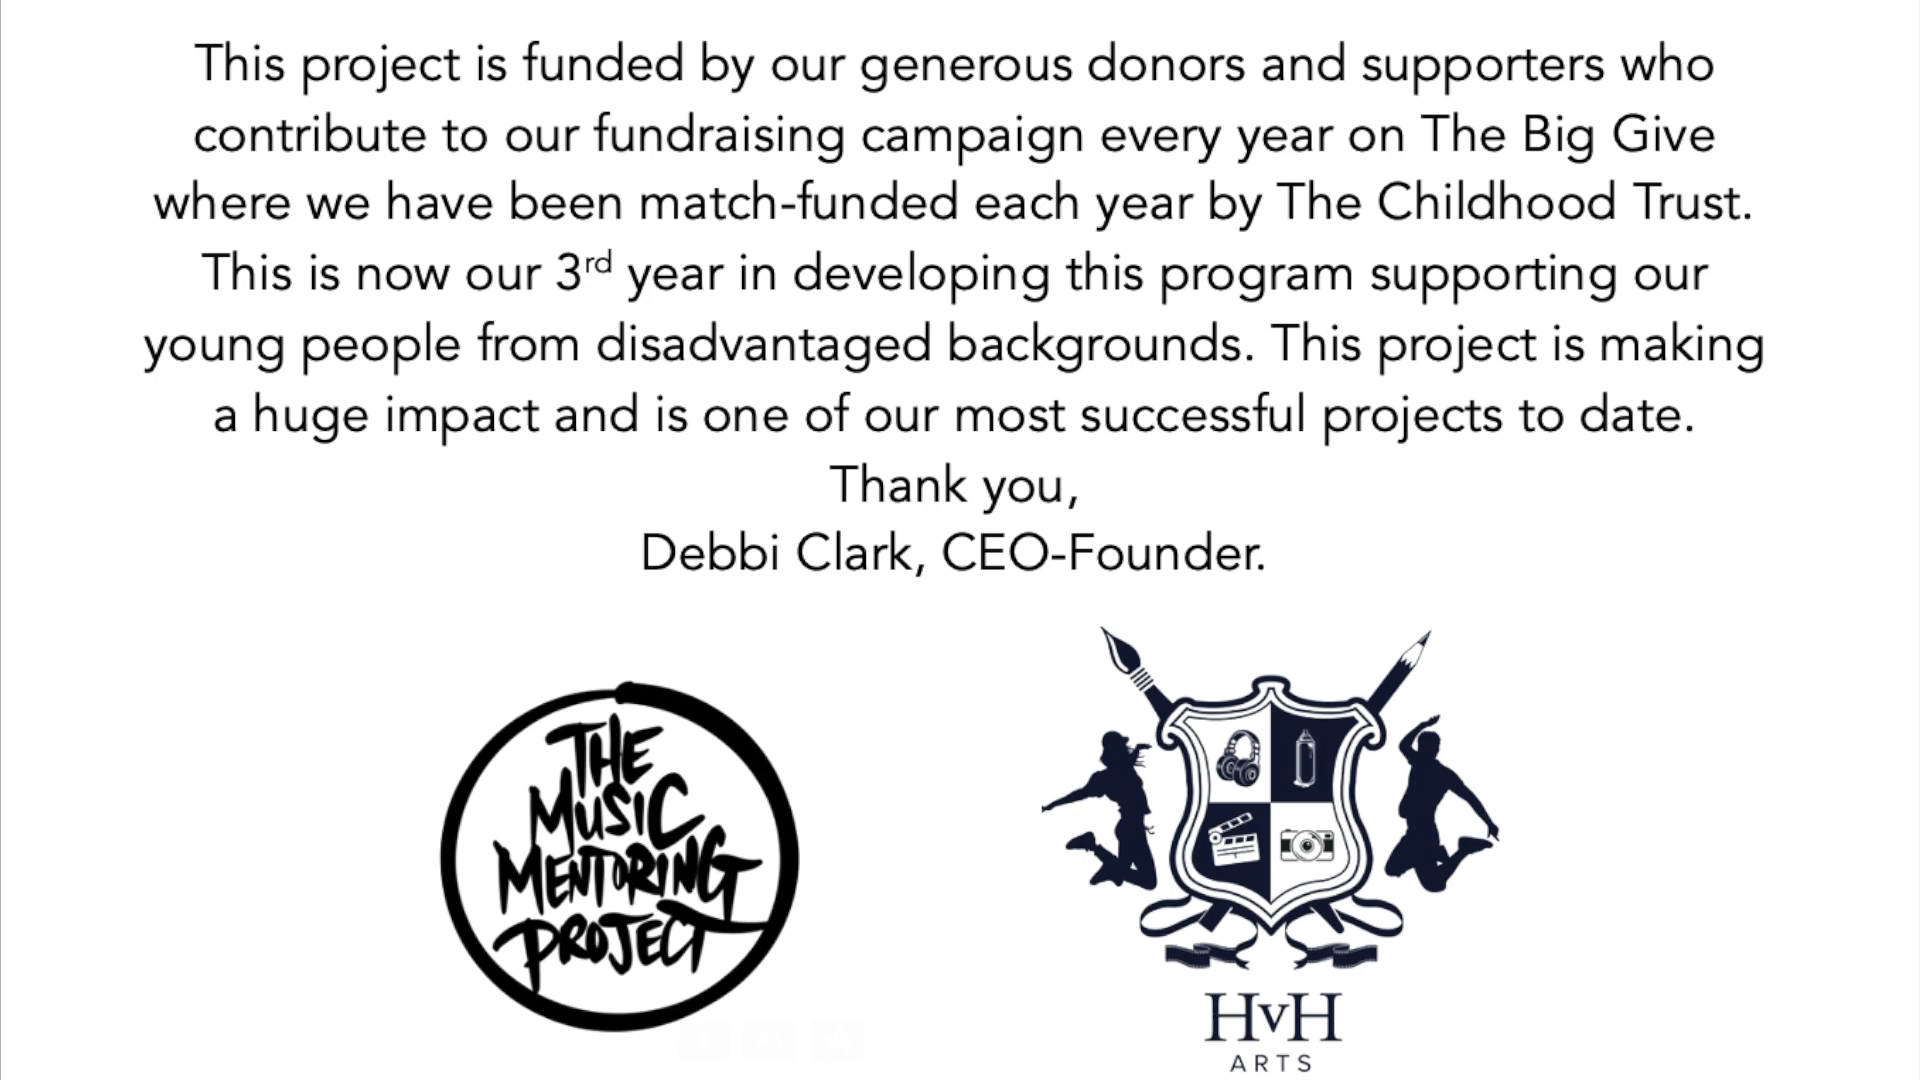 This project is funded by our generous donors and supporters who
contribute to our fundraising campaign every year on The Big Give
where we have been match-funded each year by The Childhood Trust.
This is now our 3rd year in developing this program supporting our
young people from disadvantaged backgrounds. This project is making
a huge impact and is one of our most successful projects to date.
Thank you,
Debbi Clark, CEO-Founder.
THE
MUSIC
MENTORING
PROJECT
HvH
ARTS